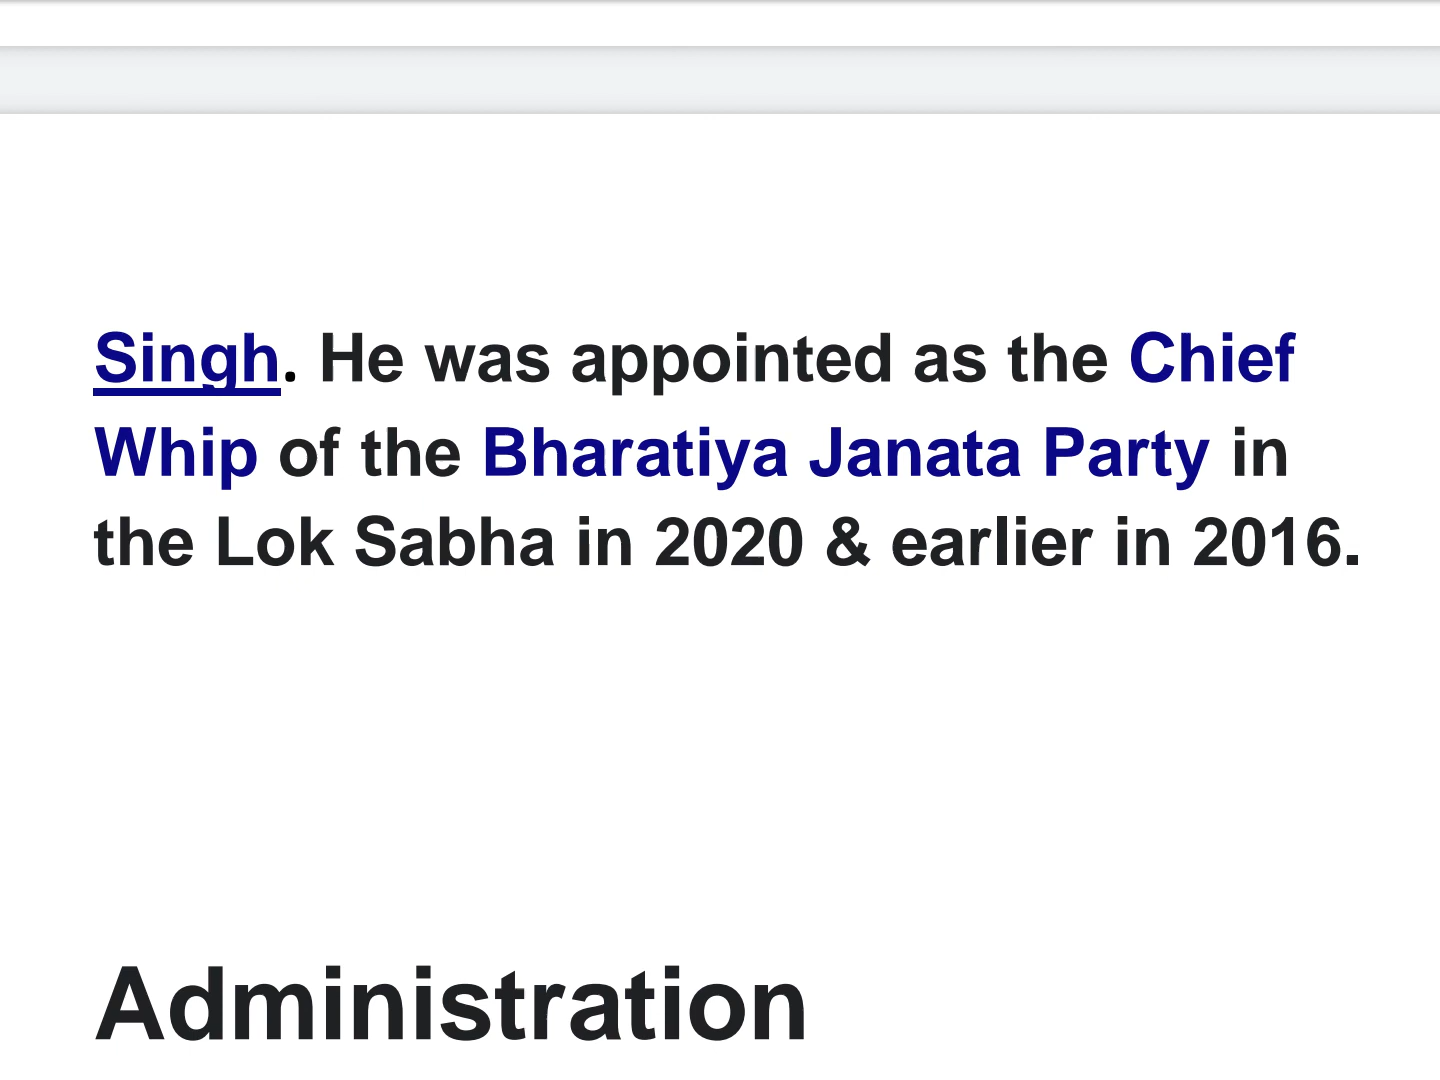 Singh. He was appointed as the Chief
Whip of the Bharatiya Janata Party in
the Lok Sabha in 2020 & earlier in 2016.
Administration